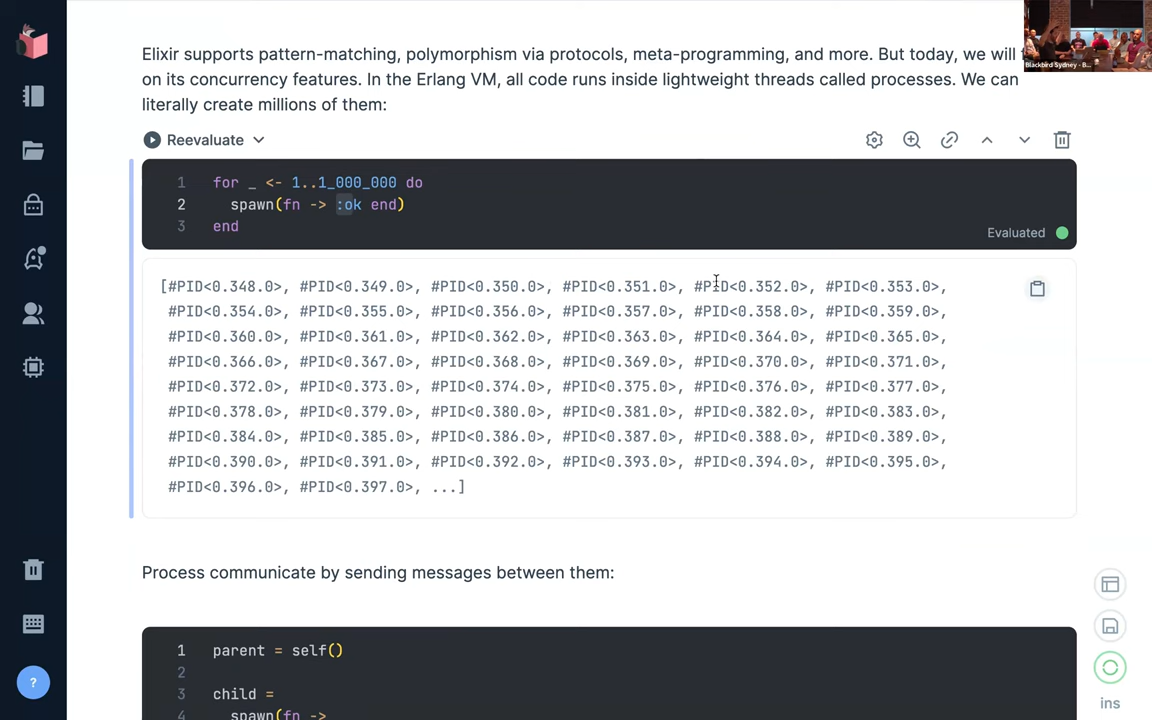 Elixir supports pattern-matching, polymorphism via protocols, meta-programming, and more. But today, we will
on its concurrency features. In the Erlang VM, all code runs inside lightweight threads called processes. We can
literally create millions of them:
Reevaluate
1 for _ <- 1..1_000_000 do
2 spawn(fn -> :ok end)
3 end
Evaluated
[#PID<0.348.0>, #PID<0.349.0>, #PID<0.350.0>, #PID<0.351.0>, #PID<0.352.0>, #PID<0.353.0>,
#PID<0.354.0>, #PID<0.355.0>, #PID<0.356.0>, #PID<0.357.0>, #PID<0.358.0>, #PID<0.359.0>,
#PID<0.360.0>, #PID<0.361.0>, #PID<0.362.0>, #PID<0.363.0>, #PID<0.364.0>, #PID<0.365.0>,
#PID<0.366.0>, #PID<0.367.0>, #PID<0.368.0>, #PID<0.369.0>, #PID<0.370.0>, #PID<0.371.0>,
#PID<0.372.0>, #PID<0.373.0>, #PID<0.374.0>, #PID<0.375.0>, #PID<0.376.0>, #PID<0.377.0>,
#PID<0.378.0>, #PID<0.379.0>, #PID<0.380.0>, #PID<0.381.0>, #PID<0.382.0>, #PID<0.383.0>,
#PID<0.384.0>, #PID<0.385.0>, #PID<0.386.0>, #PID<0.387.0>, #PID<0.388.0>, #PID<0.389.0>,
#PID<0.390.0>, #PID<0.391.0>, #PID<0.392.0>, #PID<0.393.0>, #PID<0.394.0>, #PID<0.395.0>,
#PID<0.396.0>, #PID<0.397.0>, ...]
Process communicate by sending messages between them:
1 parent = self()
2
3 child =
4 spawn(fn ->
?
ins
Blackbird Sydney - B...